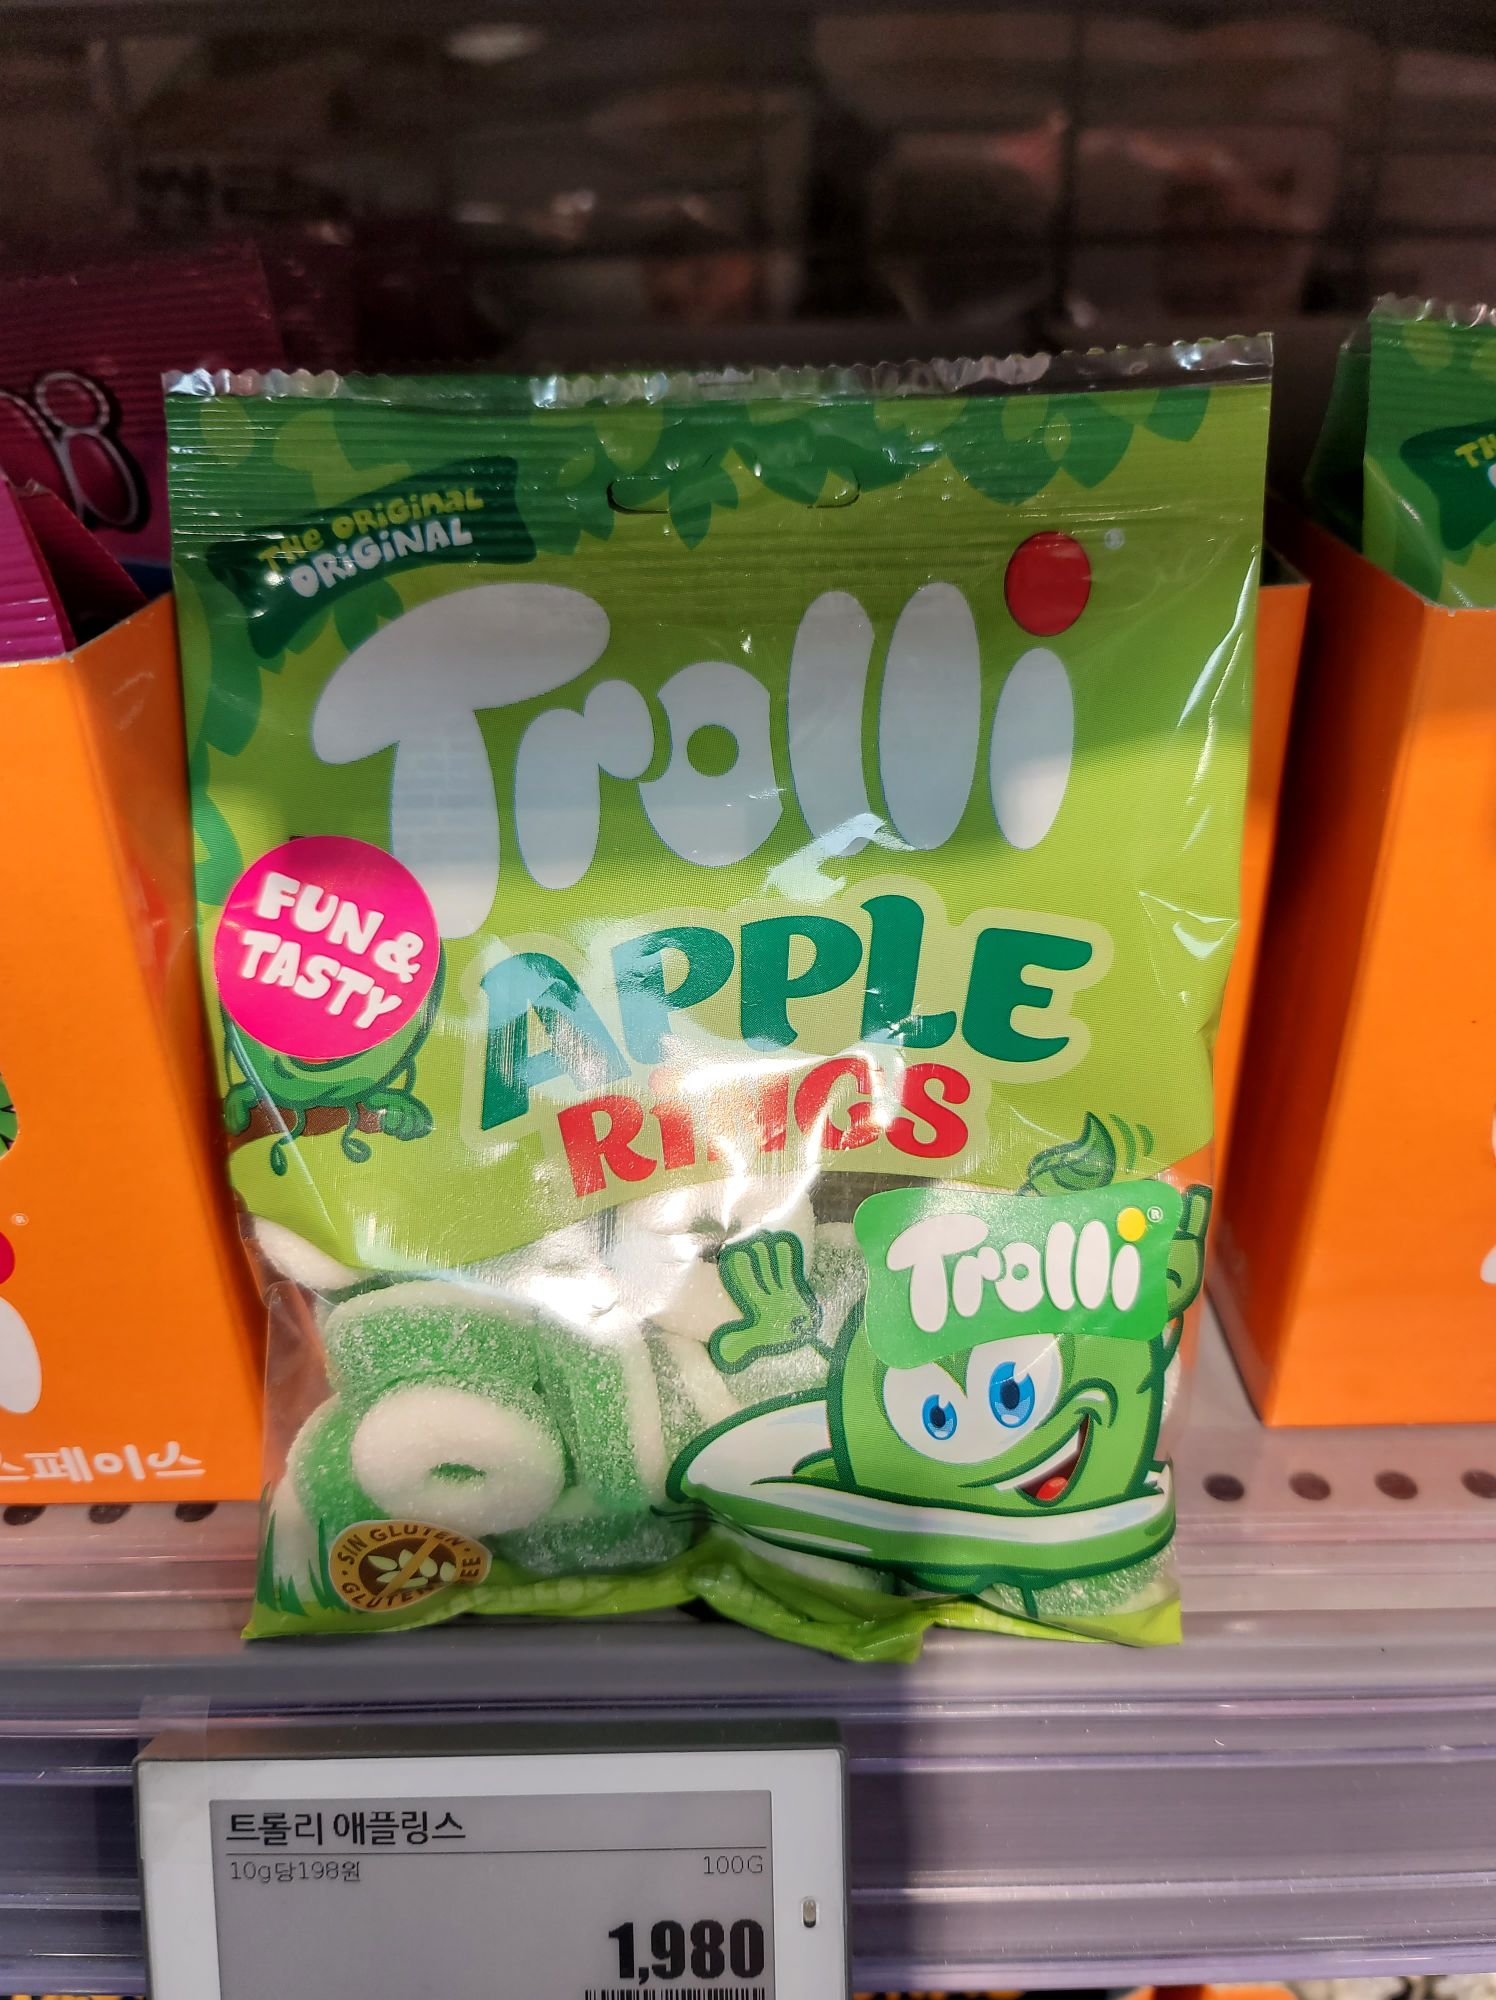 THE ORIGINAL
ORIGINAL
Trolli®
FUN &
TASTY
APPLE
RINGS
Trolli®
SIN GLUTEN
GLUTEN FREE
스페이스
트롤리 애플링스
10g당198원 100G
1,980